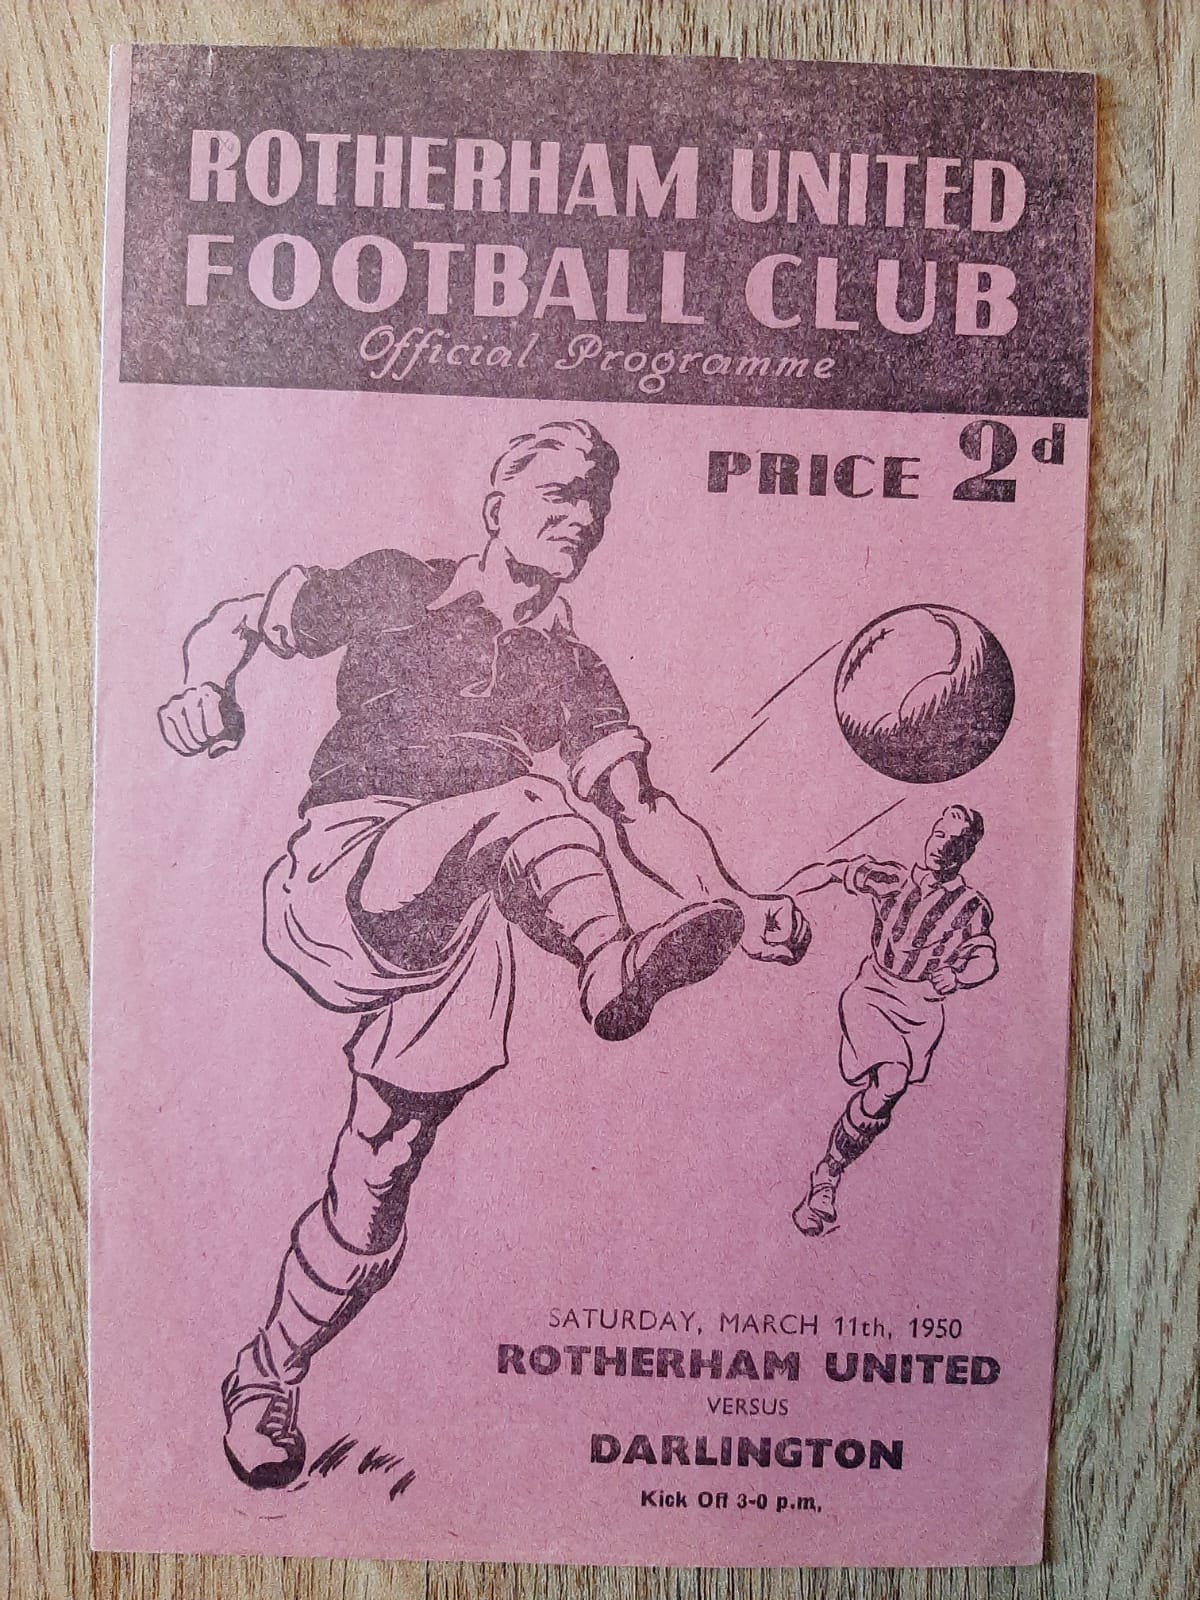 ROTHERHAM UNITED
FOOTBALL CLUB
Official Programme
PRICE 2d
SATURDAY, MARCH 11th, 1950
ROTHERHAM UNITED
VERSUS
DARLINGTON
Kick Off 3-0 p.m.